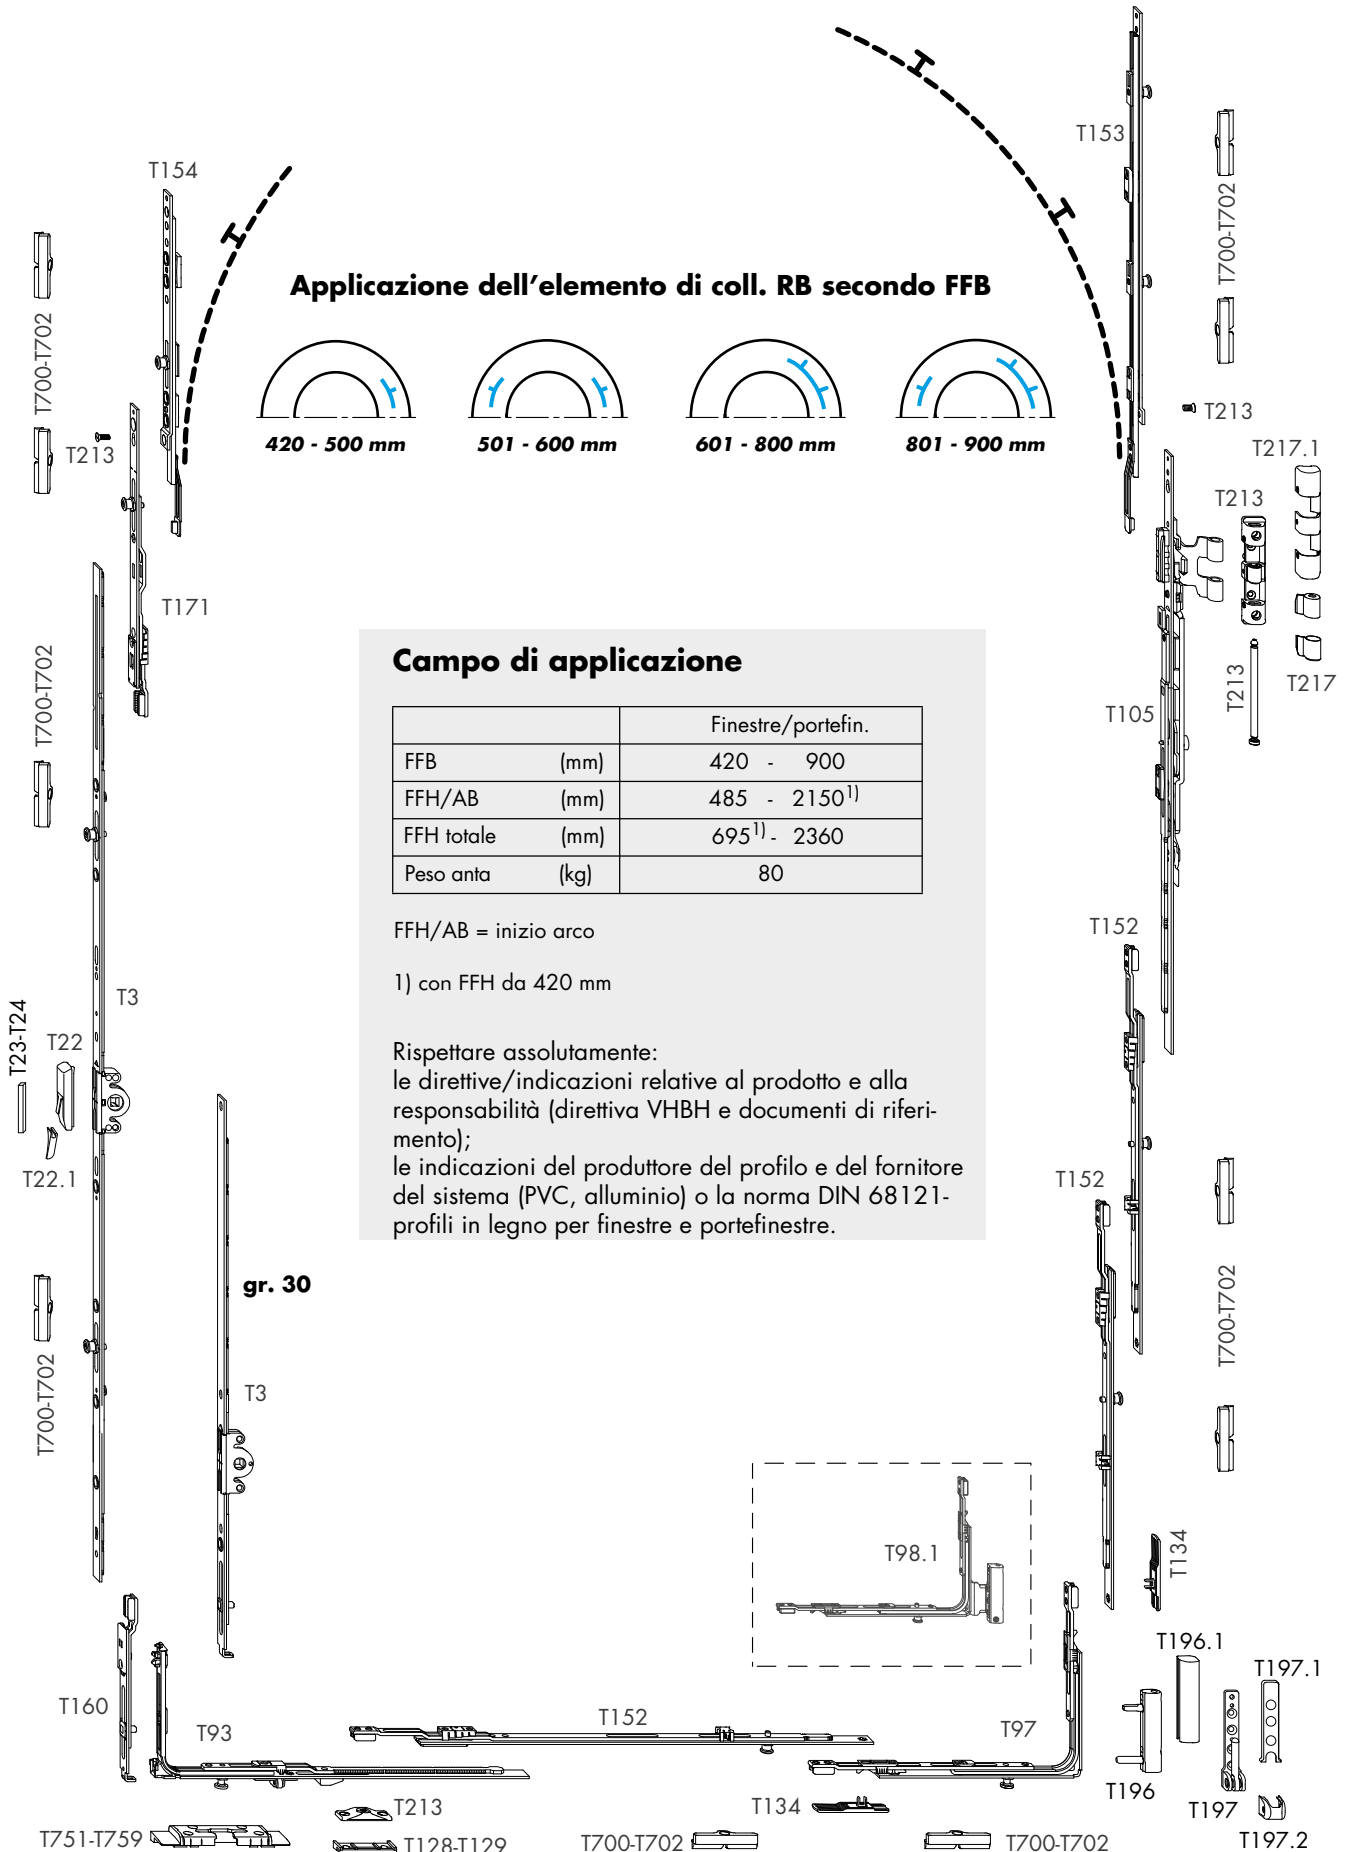 T153
T154
T700-T702
T700-T702
Applicazione dell’elemento di coll. RB secondo FFB
420 - 500 mm
501 - 600 mm
601 - 800 mm
801 - 900 mm
T213
T213
T217.1
T213
T171
T213
T217
T105
T700-T702
Campo di applicazione
Finestre/portefin.
FFB (mm) 420 - 900
FFH/AB (mm) 485 - 2150 1)
FFH totale (mm) 695 1) - 2360
Peso anta (kg) 80
FFH/AB = inizio arco
1) con FFH da 420 mm
Rispettare assolutamente:
le direttive/indicazioni relative al prodotto e alla
responsabilità (direttiva VHBH e documenti di riferi-
mento);
le indicazioni del produttore del profilo e del fornitore
del sistema (PVC, alluminio) o la norma DIN 68121-
profili in legno per finestre e portefinestre.
T152
T3
T23-T24
T22
T22.1
T152
gr. 30
T700-T702
T700-T702
T3
T98.1
T134
T196.1
T197.1
T160
T93
T152
T97
T196
T197
T197.2
T213
T134
T751-T759
T128-T129
T700-T702
T700-T702